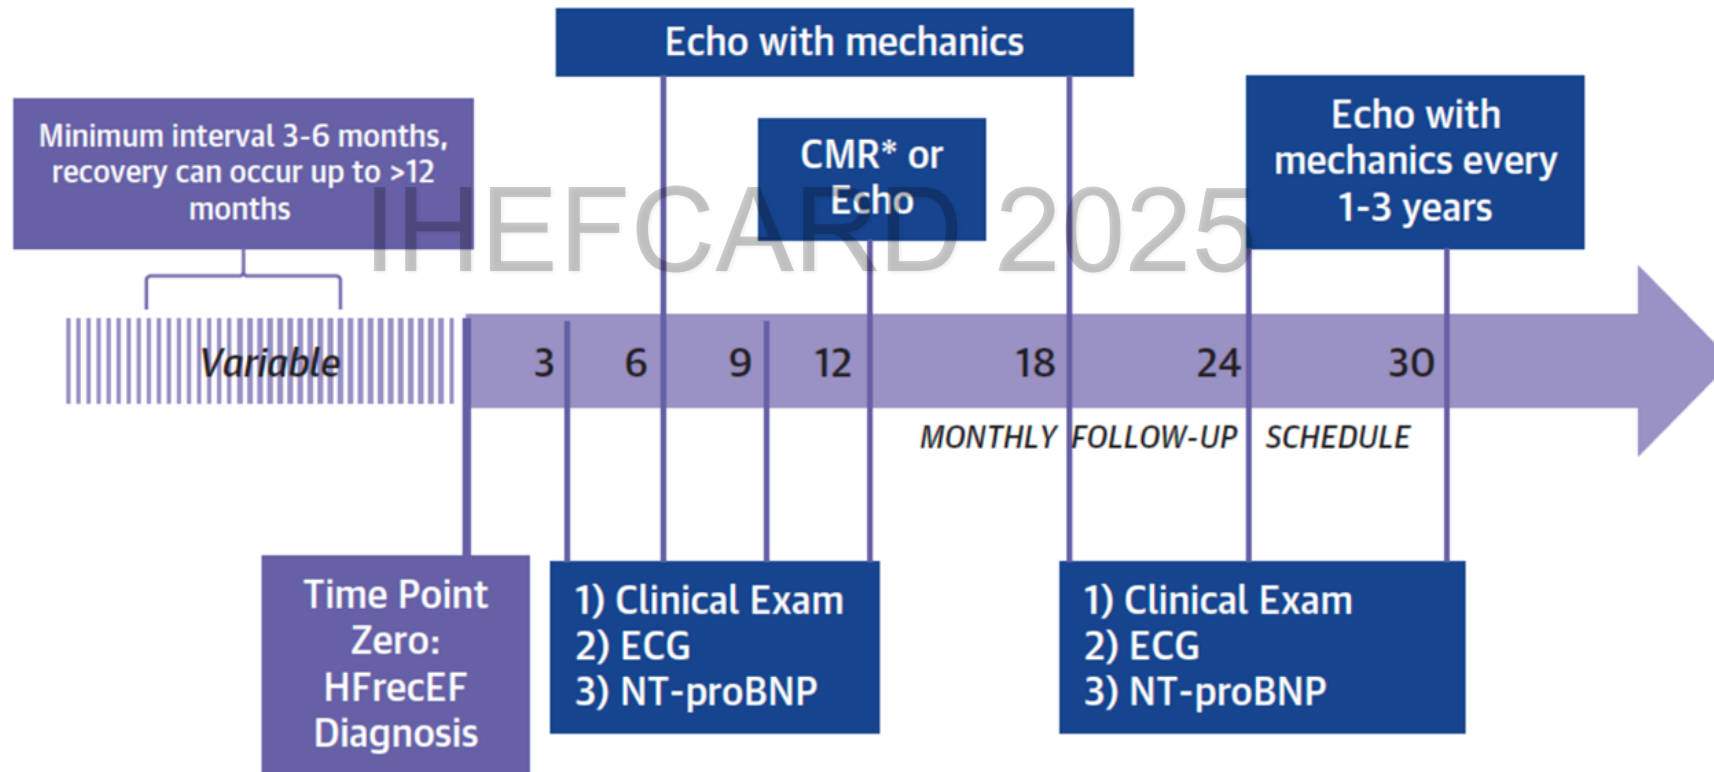 Echo with mechanics
Minimum interval 3-6 months,
recovery can occur up to >12
months
CMR* or
Echo
Echo with
mechanics every
1-3 years
IHEFCARD 2025
Variable
3 6 9 12 18 24 30
MONTHLY FOLLOW-UP SCHEDULE
Time Point
Zero:
HFrecEF
Diagnosis
1) Clinical Exam
2) ECG
3) NT-proBNP
1) Clinical Exam
2) ECG
3) NT-proBNP